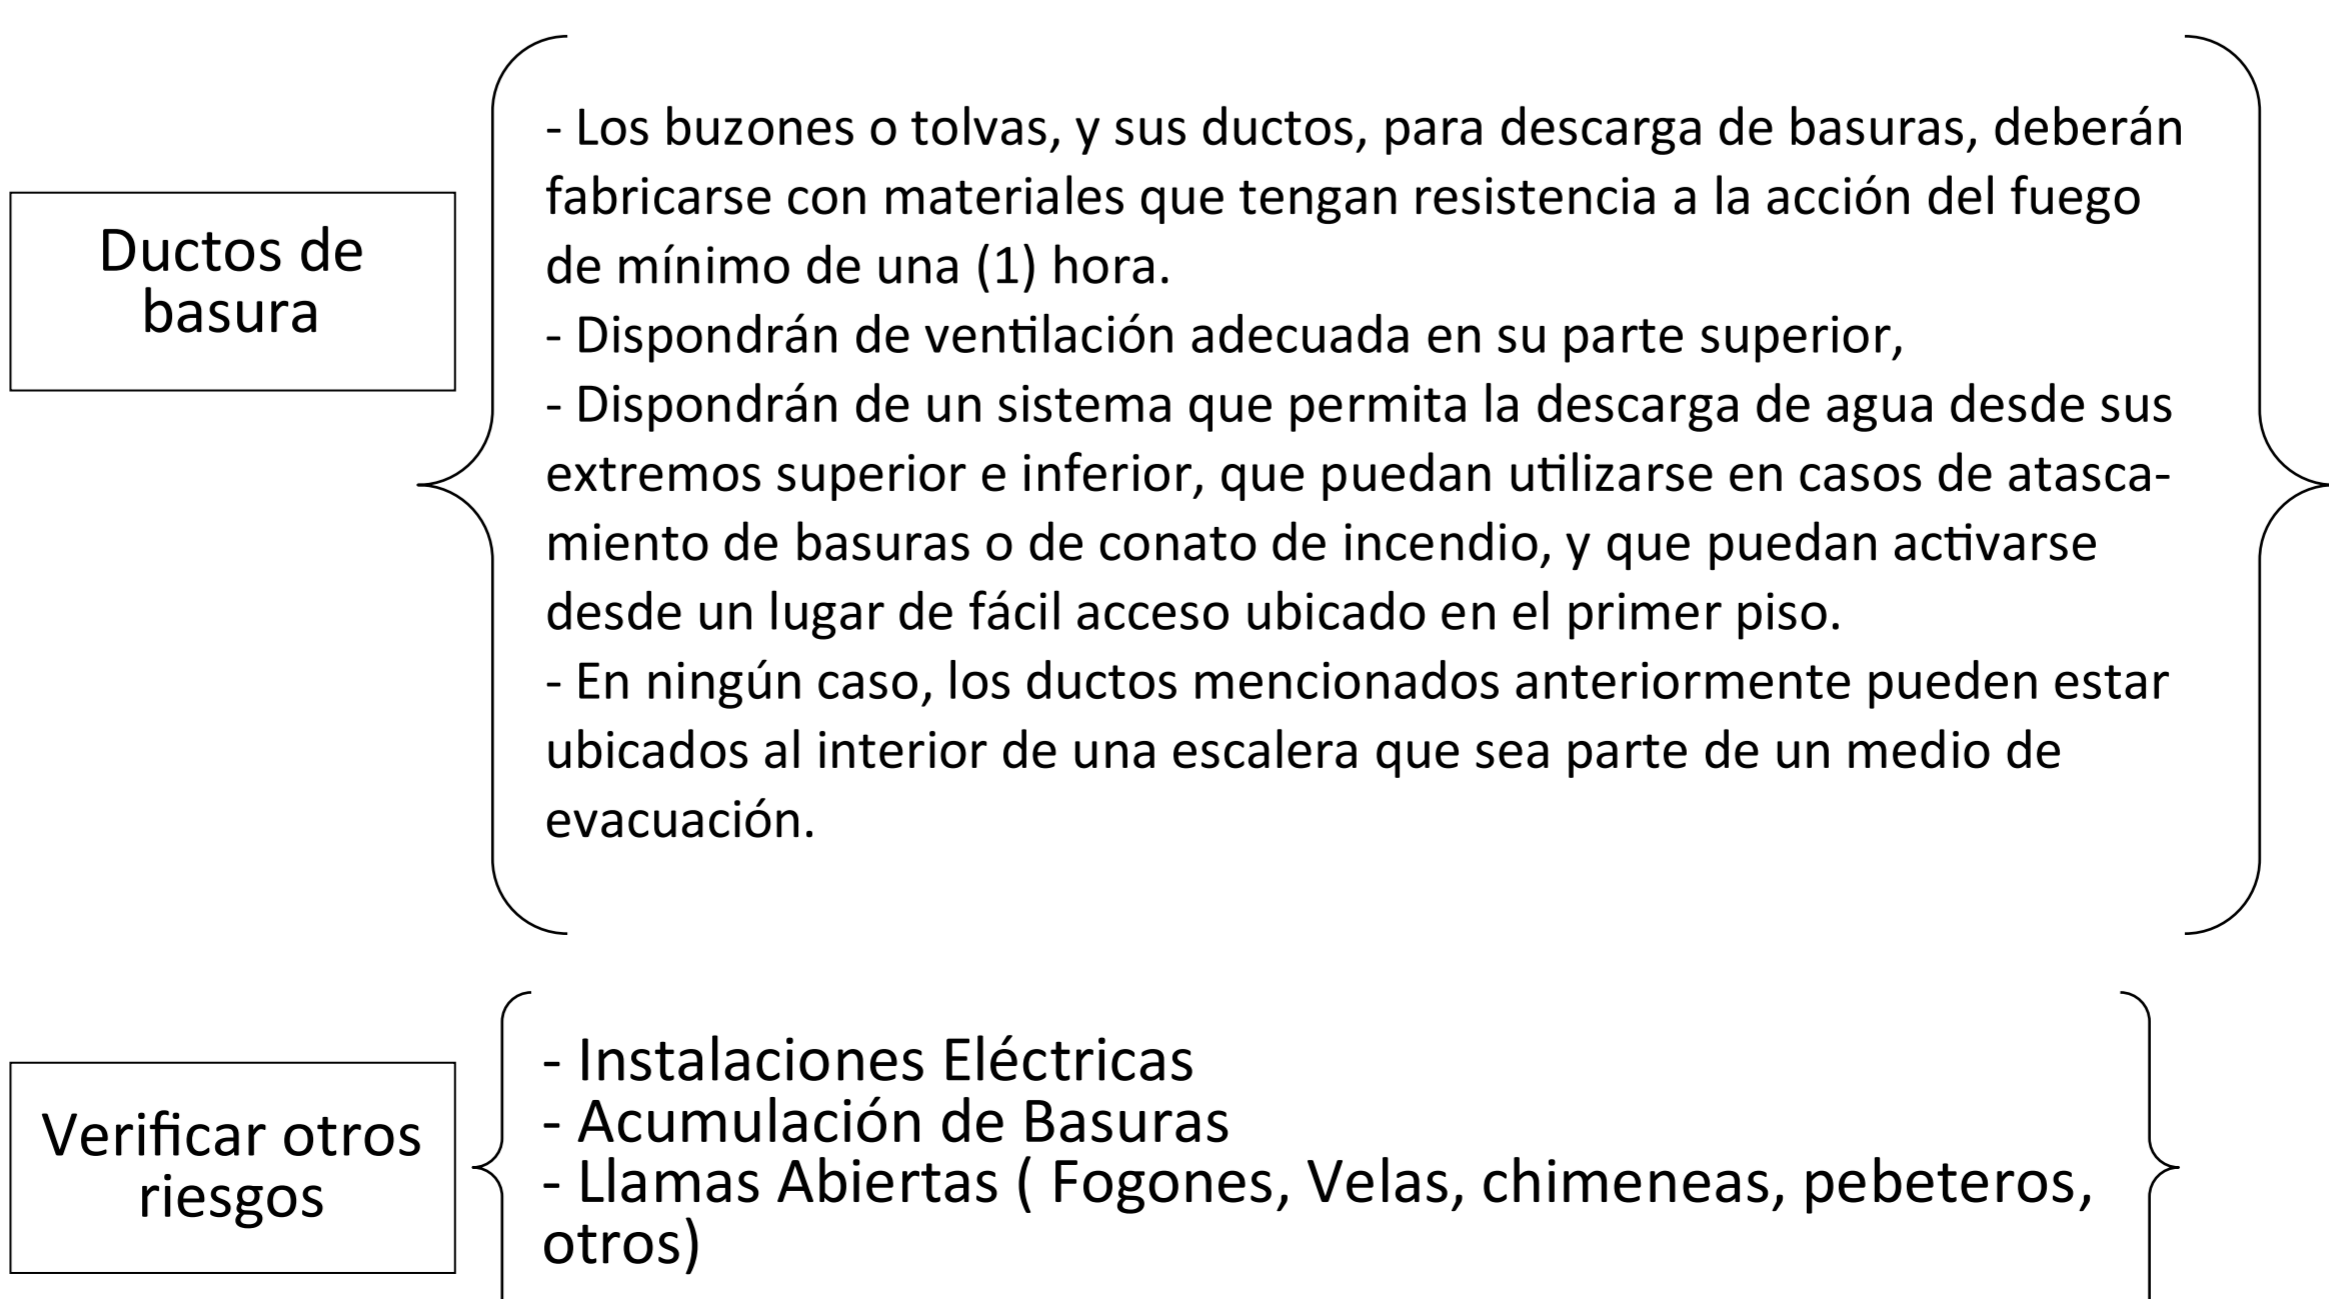 Ductos de
basura
- Los buzones o tolvas, y sus ductos, para descarga de basuras, deberán
fabricarse con materiales que tengan resistencia a la acción del fuego
de mínimo de una (1) hora.
- Dispondrán de ventilación adecuada en su parte superior,
- Dispondrán de un sistema que permita la descarga de agua desde sus
extremos superior e inferior, que puedan utilizarse en casos de atasca-
miento de basuras o de conato de incendio, y que puedan activarse
desde un lugar de fácil acceso ubicado en el primer piso.
- En ningún caso, los ductos mencionados anteriormente pueden estar
ubicados al interior de una escalera que sea parte de un medio de
evacuación.
Verificar otros
riesgos
- Instalaciones Eléctricas
- Acumulación de Basuras
- Llamas Abiertas ( Fogones, Velas, chimeneas, pebeteros,
otros)